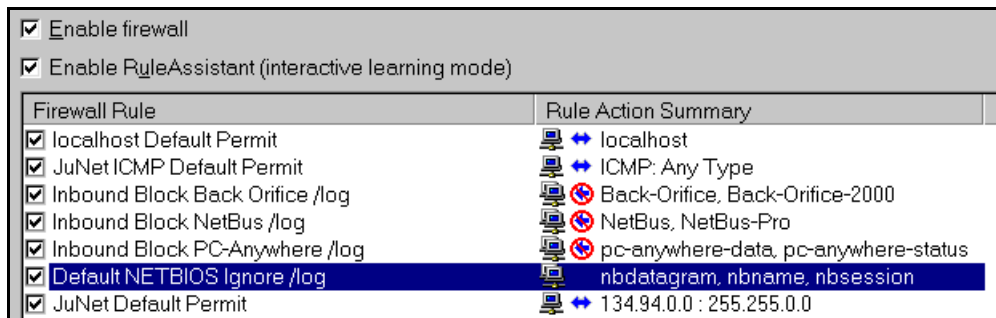 Enable firewall
Enable RuleAssistant (interactive learning mode)
Firewall Rule Rule Action Summary
localhost Default Permit localhost
JuNet ICMP Default Permit ICMP: Any Type
Inbound Block Back Orifice /log Back-Orifice, Back-Orifice-2000
Inbound Block NetBus /log NetBus, NetBus-Pro
Inbound Block PC-Anywhere /log pc-anywhere-data, pc-anywhere-status
Default NETBIOS Ignore /log nbdatagram, nbname, nbsession
JuNet Default Permit 134.94.0.0 : 255.255.0.0